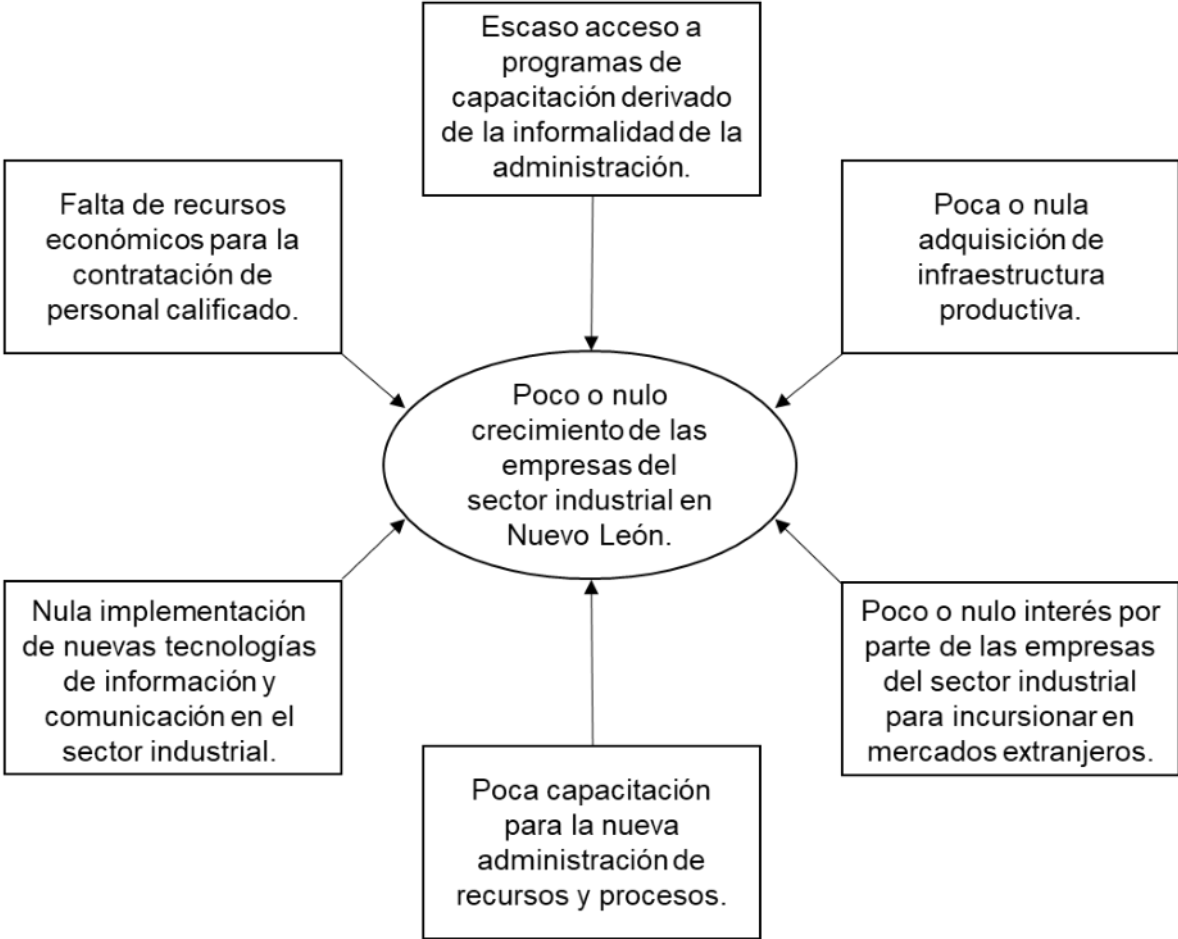 Escaso acceso a
programas de
capacitación derivado
de la informalidad de la
administración.
Falta de recursos
económicos para la
contratación de
personal calificado.
Poca o nula
adquisición de
infraestructura
productiva.
Poco o nulo
crecimiento de las
empresas del
sector industrial en
Nuevo León.
Nula implementación
de nuevas tecnologías
de información y
comunicación en el
sector industrial.
Poco o nulo interés por
parte de las empresas
del sector industrial
para incursionar en
mercados extranjeros.
Poca capacitación
para la nueva
administración de
recursos y procesos.